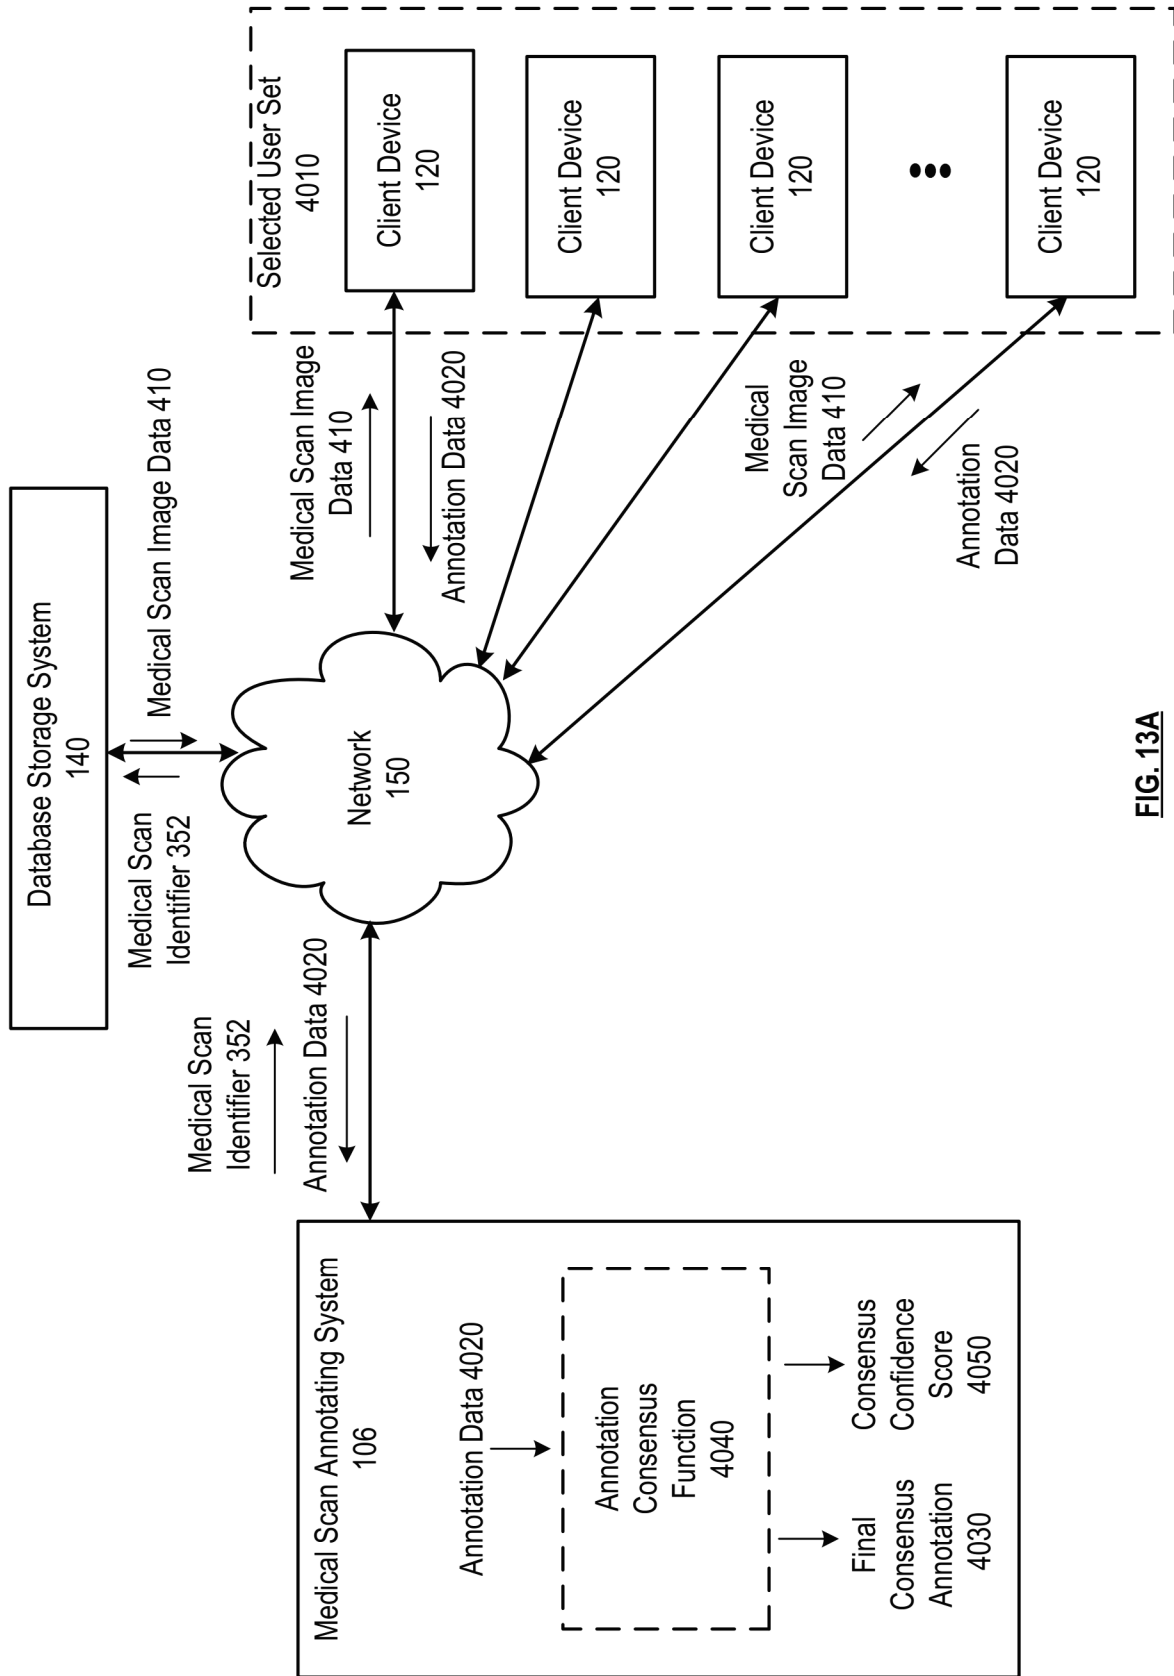 Database Storage System
140
Medical Scan
Identifier 352
Medical Scan Image Data 410
Medical Scan
Identifier 352
Annotation Data 4020
Network
150
Medical Scan Image
Data 410
Annotation Data 4020
Medical
Scan Image
Data 410
Annotation
Data 4020
Selected User Set
4010
Client Device
120
Client Device
120
Client Device
120
Client Device
120
Medical Scan Annotating System
106
Annotation Data 4020
Annotation
Consensus
Function
4040
Final
Consensus
Annotation
4030
Consensus
Confidence
Score
4050
FIG. 13A